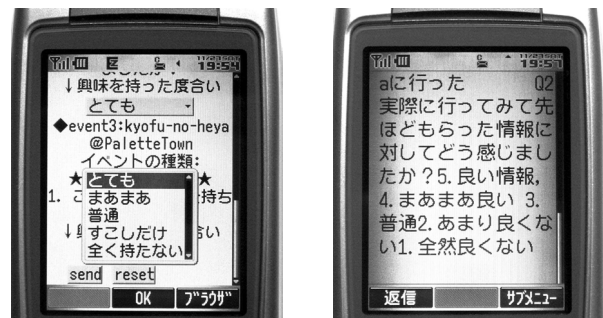 19:54
↓興味を持った度合い
とても
◆event3:kyofu-no-heya
@PaletteTown
イベントの種類:
★ とても ★
1. こ まあまあ 持ち
普通
すこしだけ 合い
全く持たない
send reset
OK ブラウザ
19:57
aに行った Q2
実際に行ってみて先
ほどもらった情報に
対してどう感じまし
たか?5. 良い情報,
4. まあまあ良い 3.
普通2. あまり良くな
い1. 全然良くない
返信 サブメニュー